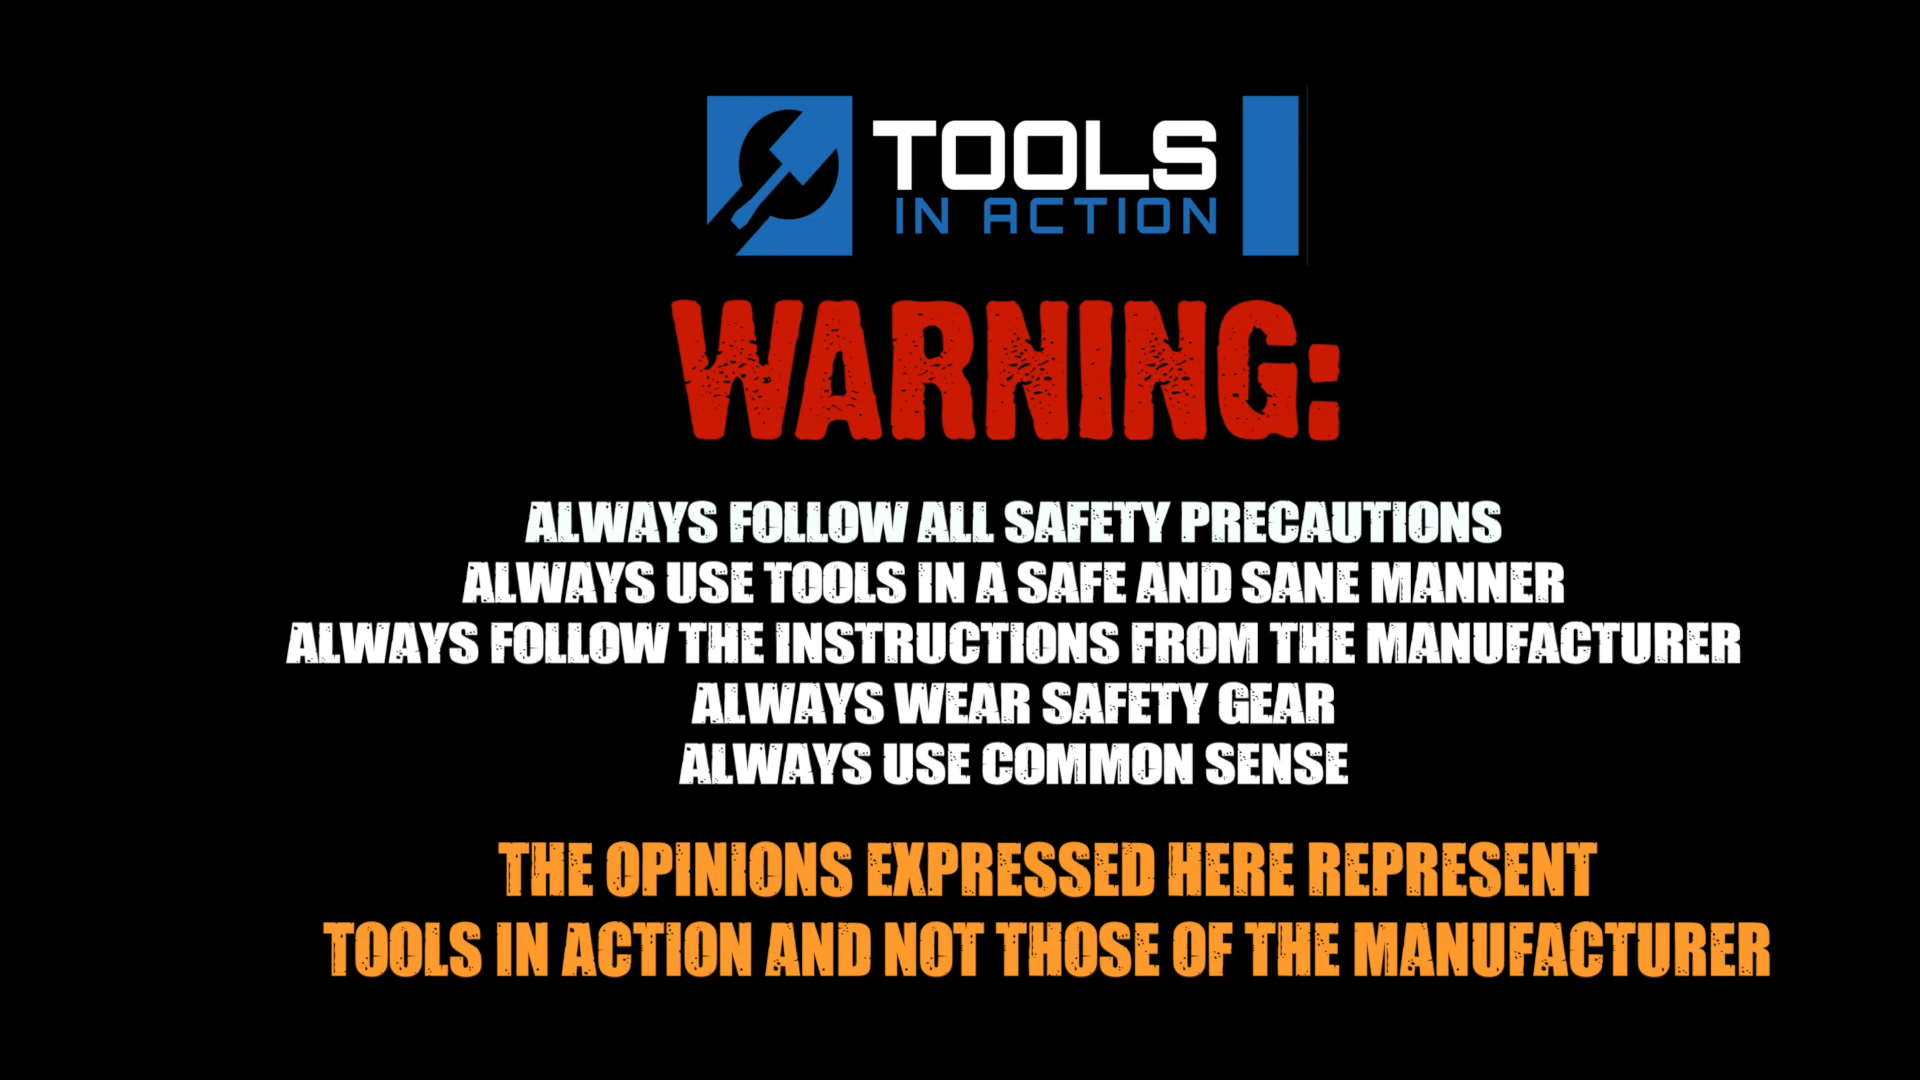 TOOLS
IN ACTION
WARNING:
ALWAYS FOLLOW ALL SAFETY PRECAUTIONS
ALWAYS USE TOOLS IN A SAFE AND SANE MANNER
ALWAYS FOLLOW THE INSTRUCTIONS FROM THE MANUFACTURER
ALWAYS WEAR SAFETY GEAR
ALWAYS USE COMMON SENSE
THE OPINIONS EXPRESSED HERE REPRESENT
TOOLS IN ACTION AND NOT THOSE OF THE MANUFACTURER